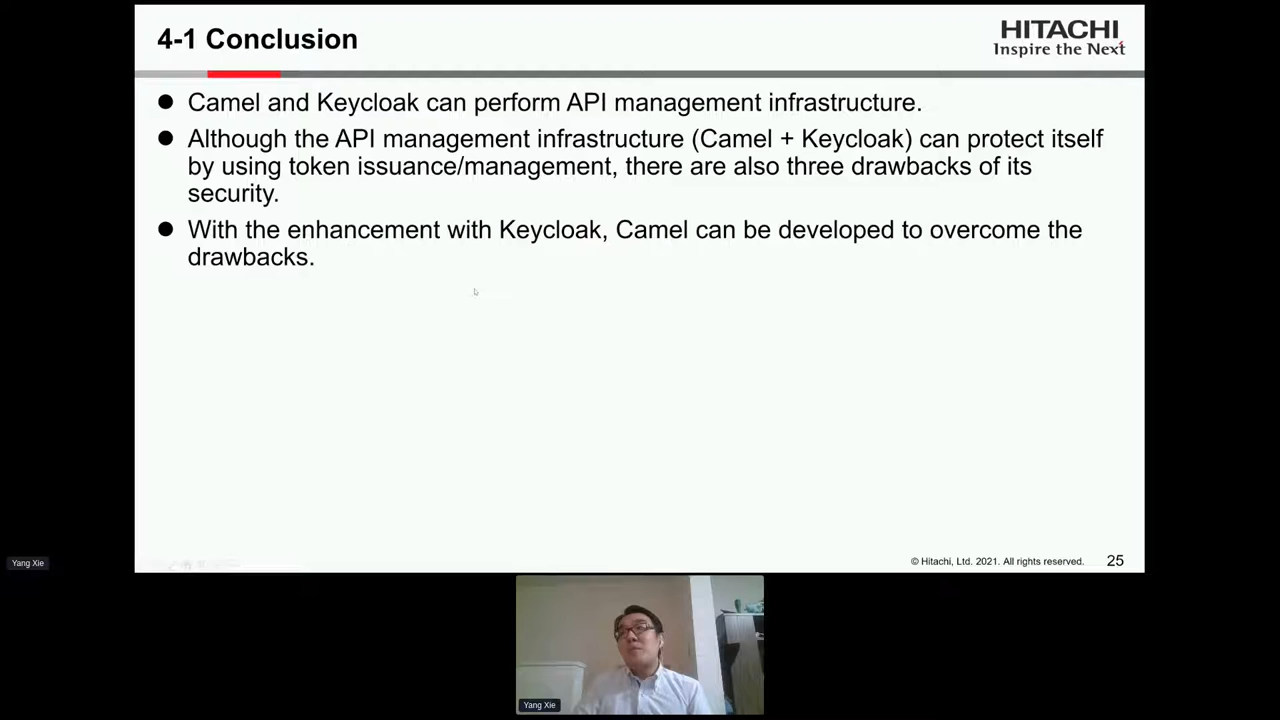 4-1 Conclusion
HITACHI
Inspire the Next
● Camel and Keycloak can perform API management infrastructure.
● Although the API management infrastructure (Camel + Keycloak) can protect itself
by using token issuance/management, there are also three drawbacks of its
security.
● With the enhancement with Keycloak, Camel can be developed to overcome the
drawbacks.
© Hitachi, Ltd. 2021. All rights reserved.
25
Yang Xie
Yang Xie